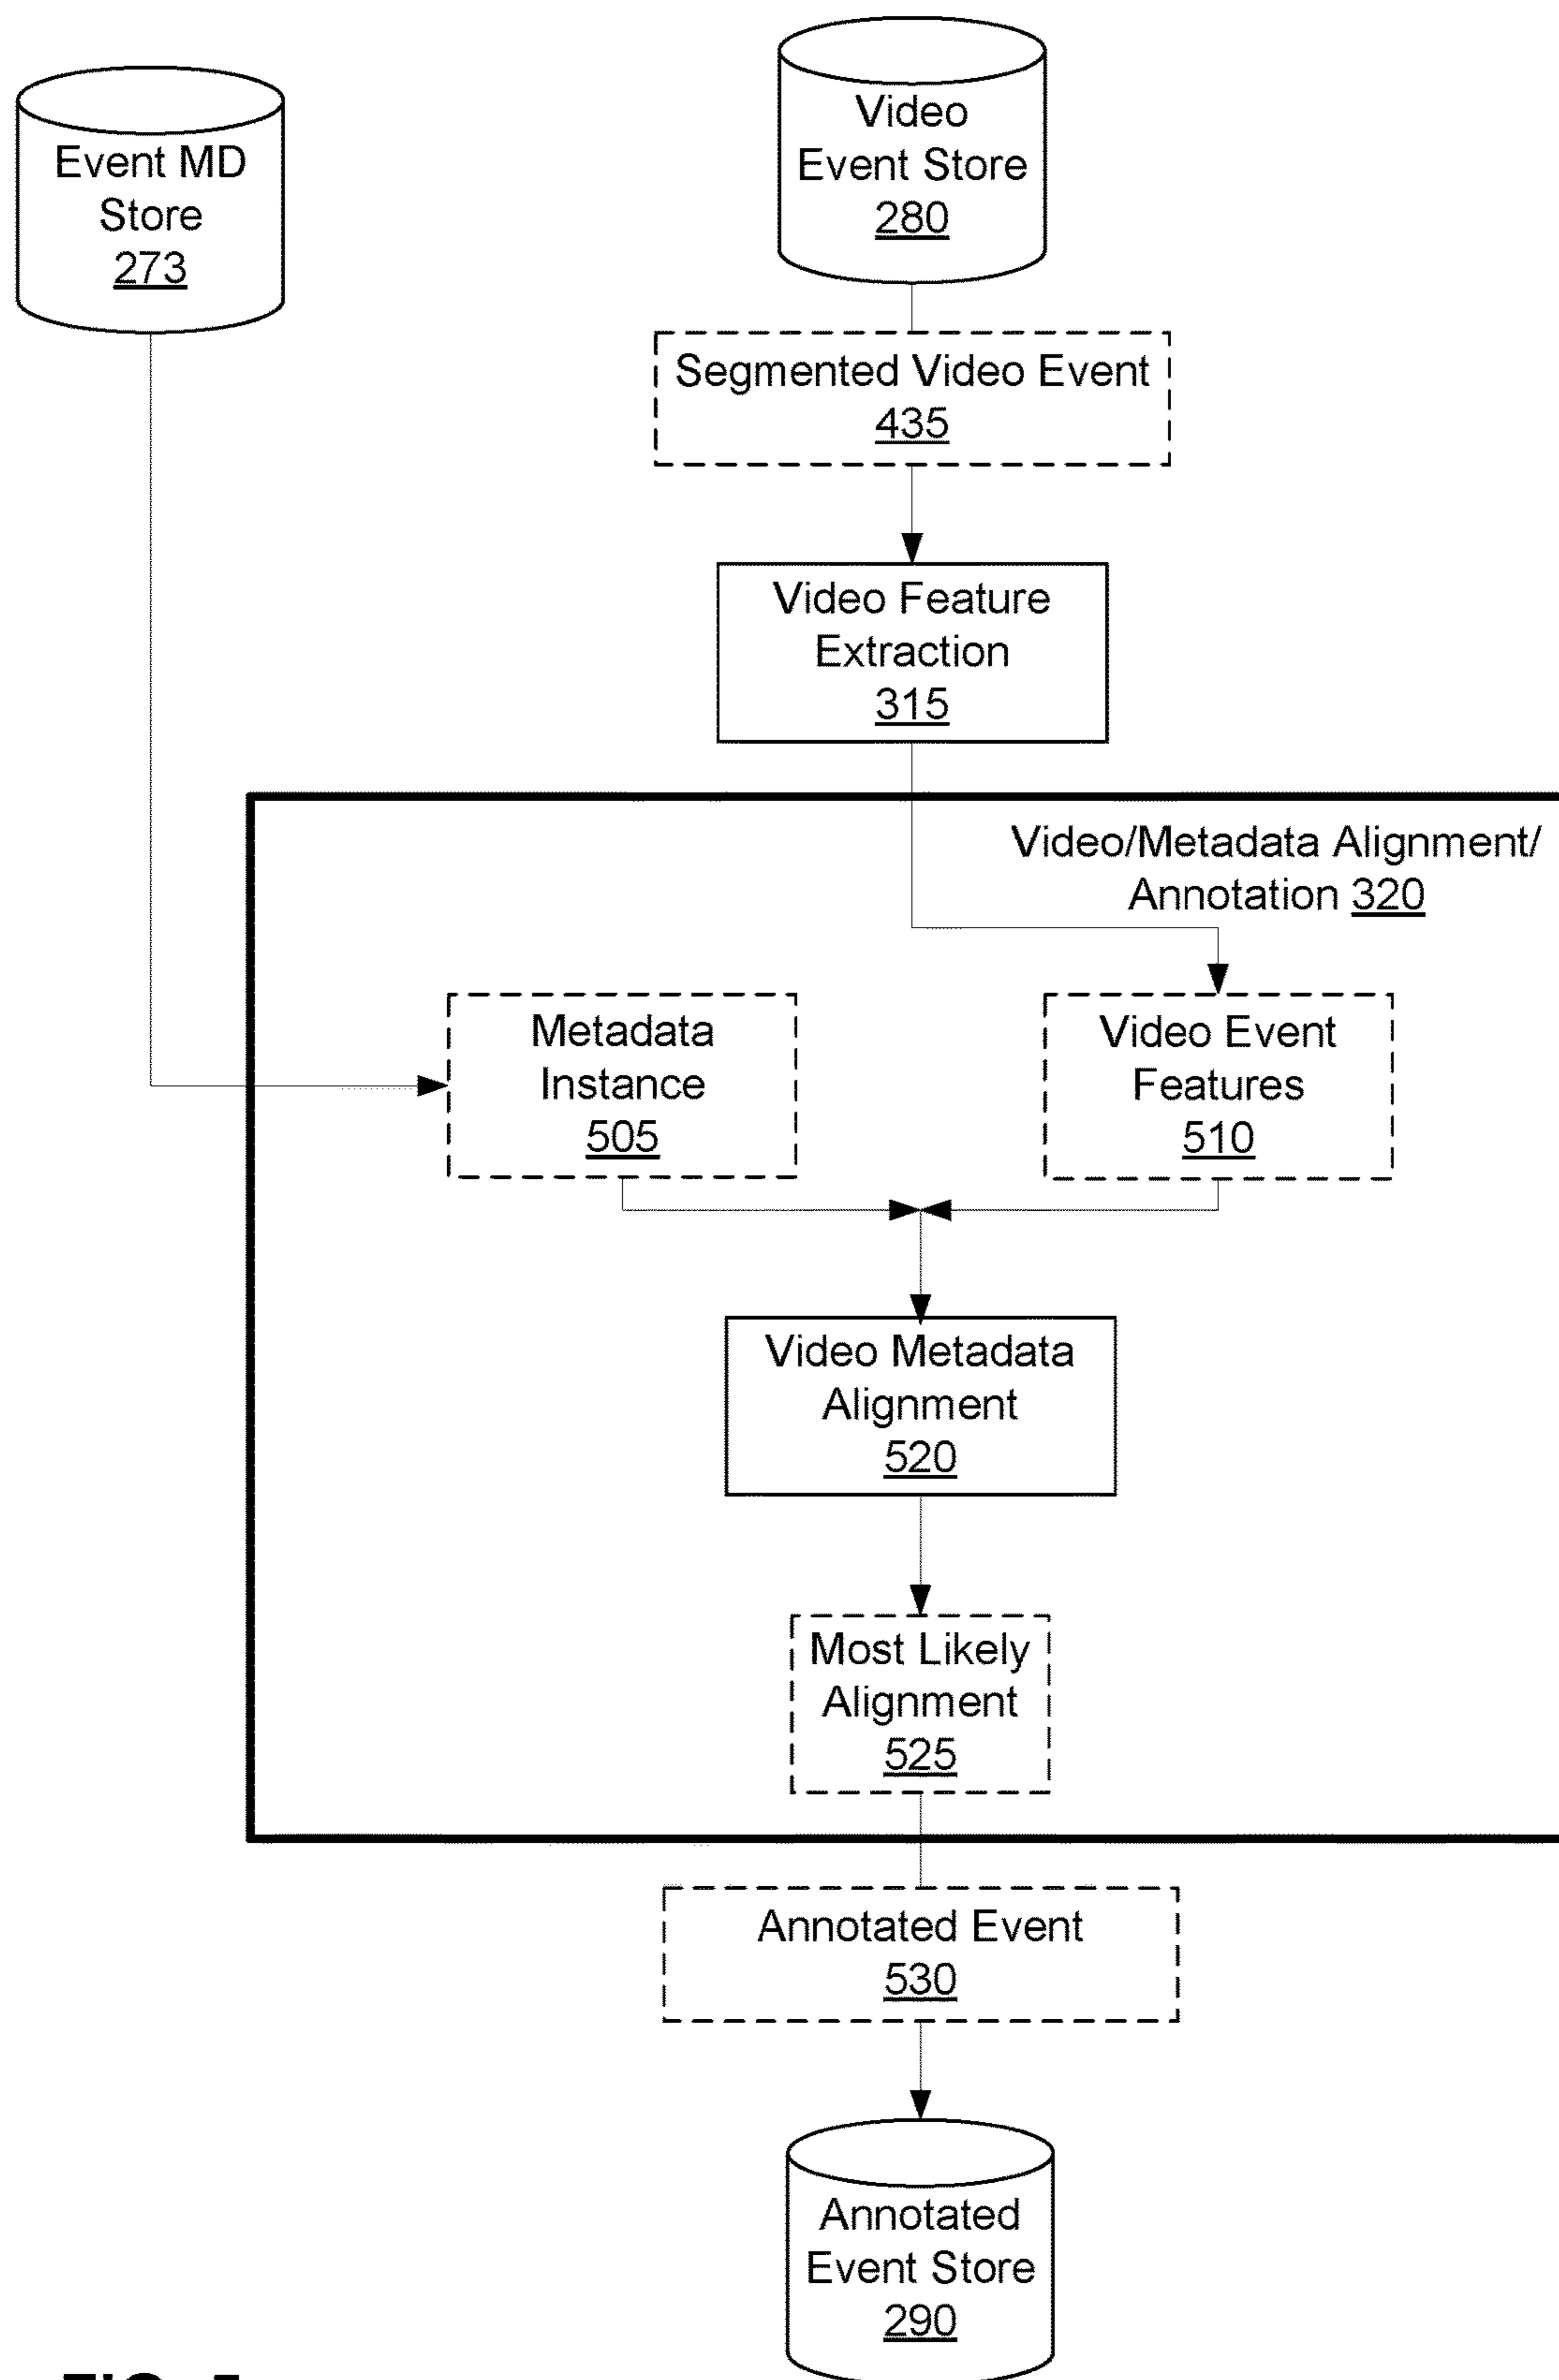 Event MD
Store
273
Video
Event Store
280
Segmented Video Event
435
Video Feature
Extraction
315
Video/Metadata Alignment/
Annotation 320
Metadata
Instance
505
Video Event
Features
510
Video Metadata
Alignment
520
Most Likely
Alignment
525
Annotated Event
530
Annotated
Event Store
290